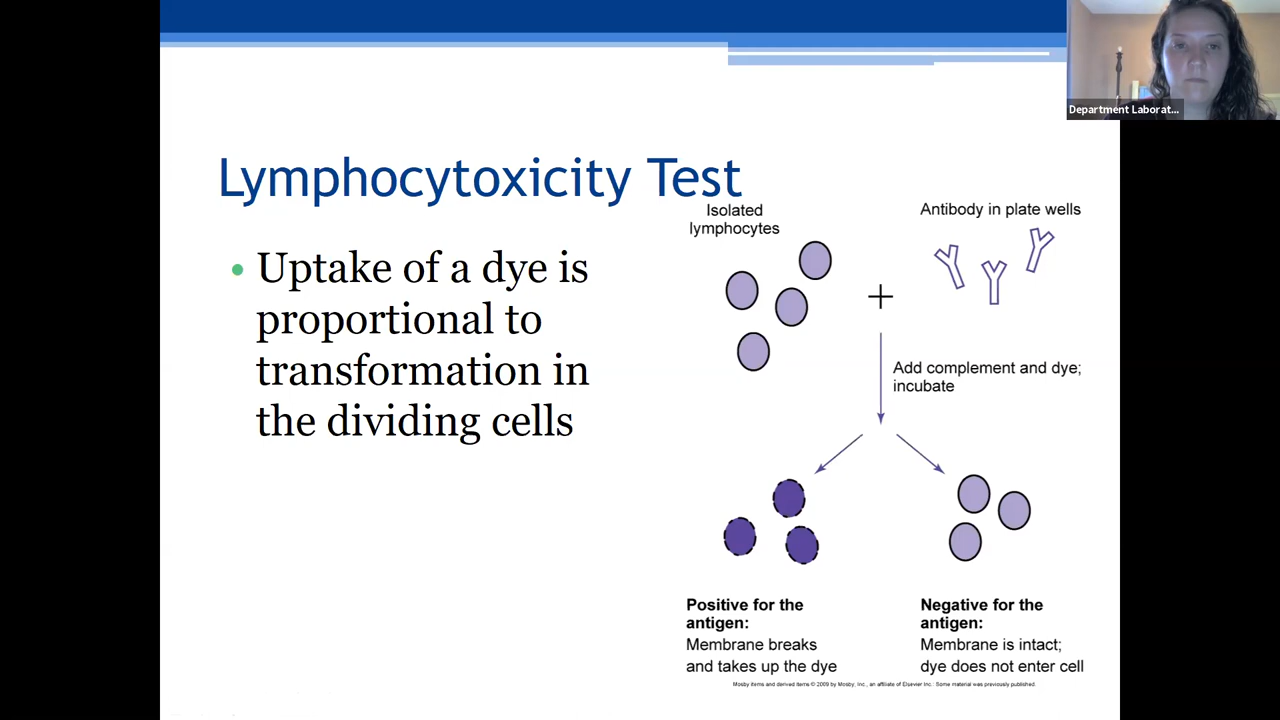 Department Laborat...
Lymphocytoxicity Test
• Uptake of a dye is
proportional to
transformation in
the dividing cells
Isolated
lymphocytes
Antibody in plate wells
+
Add complement and dye;
incubate
Positive for the
antigen:
Membrane breaks
and takes up the dye
Negative for the
antigen:
Membrane is intact;
dye does not enter cell
Mosby items and derived items © 2009 by Mosby, Inc., an affiliate of Elsevier Inc. Some material was previously published.